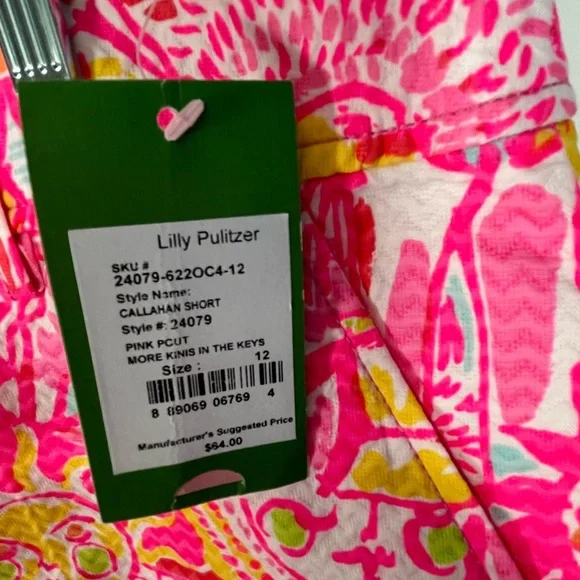 Lilly Pulitzer
SKU #
24079-622OC4-12
Style Name:
CALLAHAN SHORT
Style #: 24079
PINK PCUT
MORE KINIS IN THE KEYS
Size : 12
8 89069 06769 4
Manufacturer's Suggested Price
$64.00